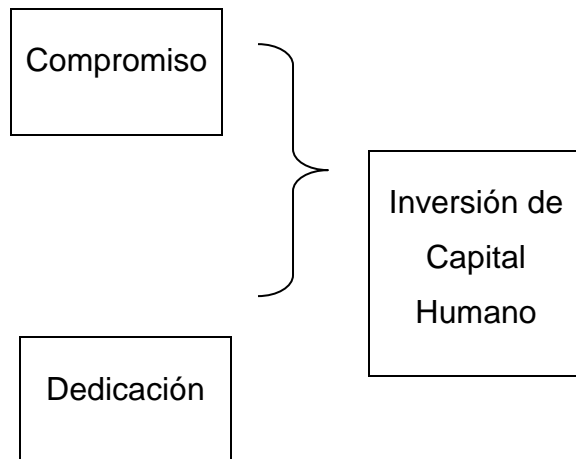 Compromiso
Inversión de
Capital
Humano
Dedicación